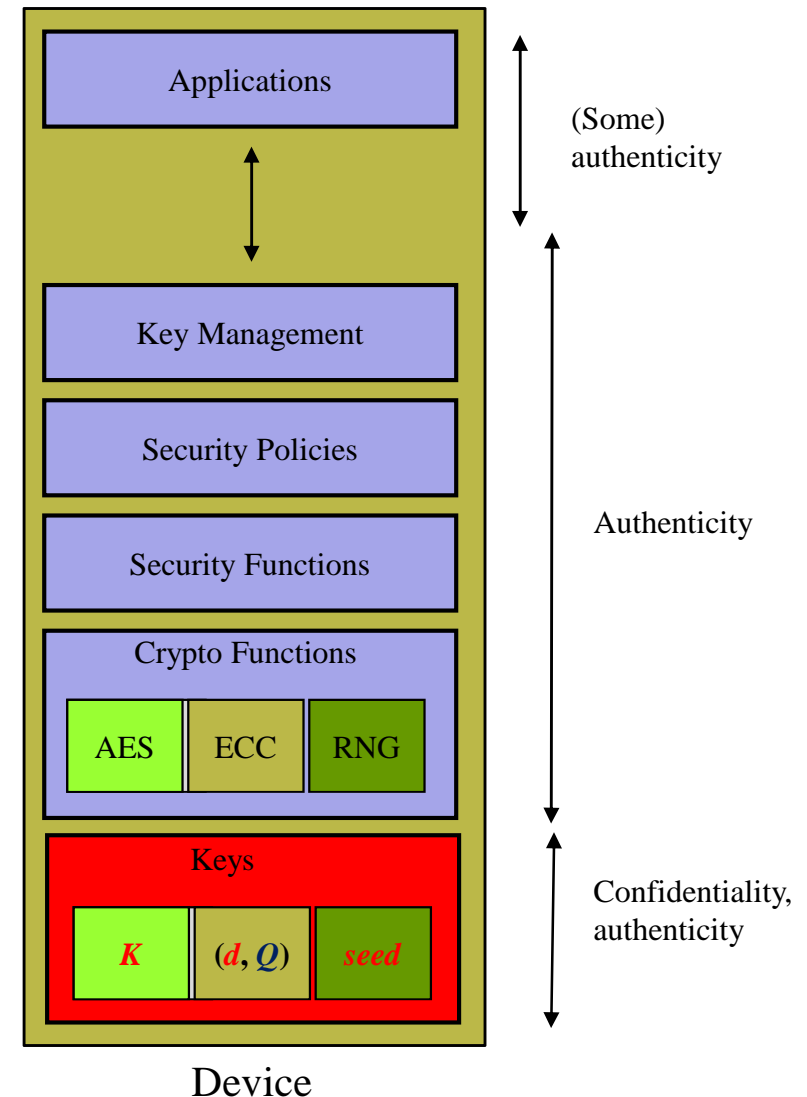 Applications
(Some)
authenticity
Key Management
Security Policies
Authenticity
Security Functions
Crypto Functions
AES ECC RNG
Keys
Confidentiality,
authenticity
K (d, Q) seed
Device